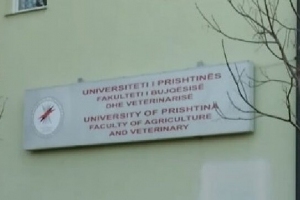 UNIVERSITETI I PRISHTINËS
FAKULTETI I BUJQËSISË
DHE VETERINARISË
UNIVERSITY OF PRISHTINA
FACULTY OF AGRICULTURE
AND VETERINARY